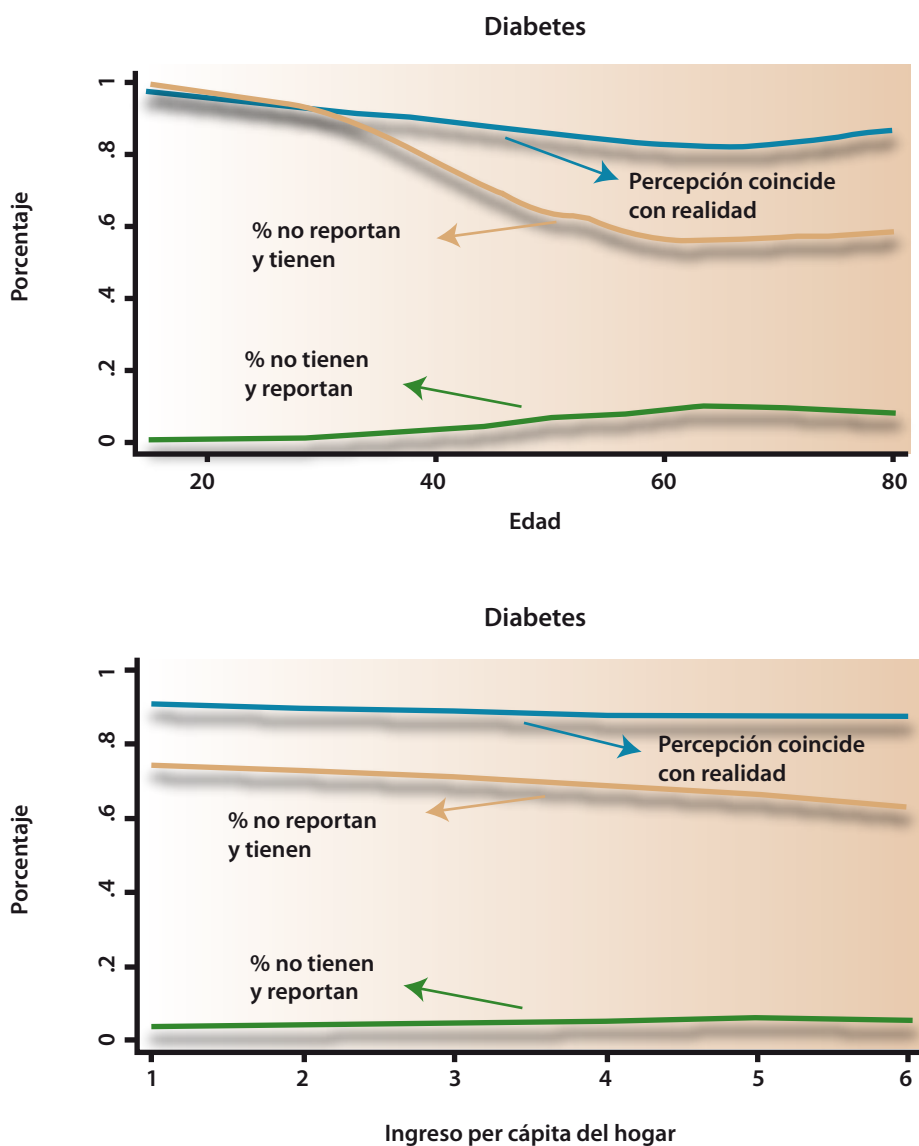 Diabetes
Porcentaje
1
.8
.6
.4
.2
0
Percepción coincide
con realidad
% no reportan
y tienen
% no tienen
y reportan
20
40
60
80
Edad
Diabetes
Porcentaje
1
.8
.6
.4
.2
0
Percepción coincide
con realidad
% no reportan
y tienen
% no tienen
y reportan
1
2
3
4
5
6
Ingreso per cápita del hogar